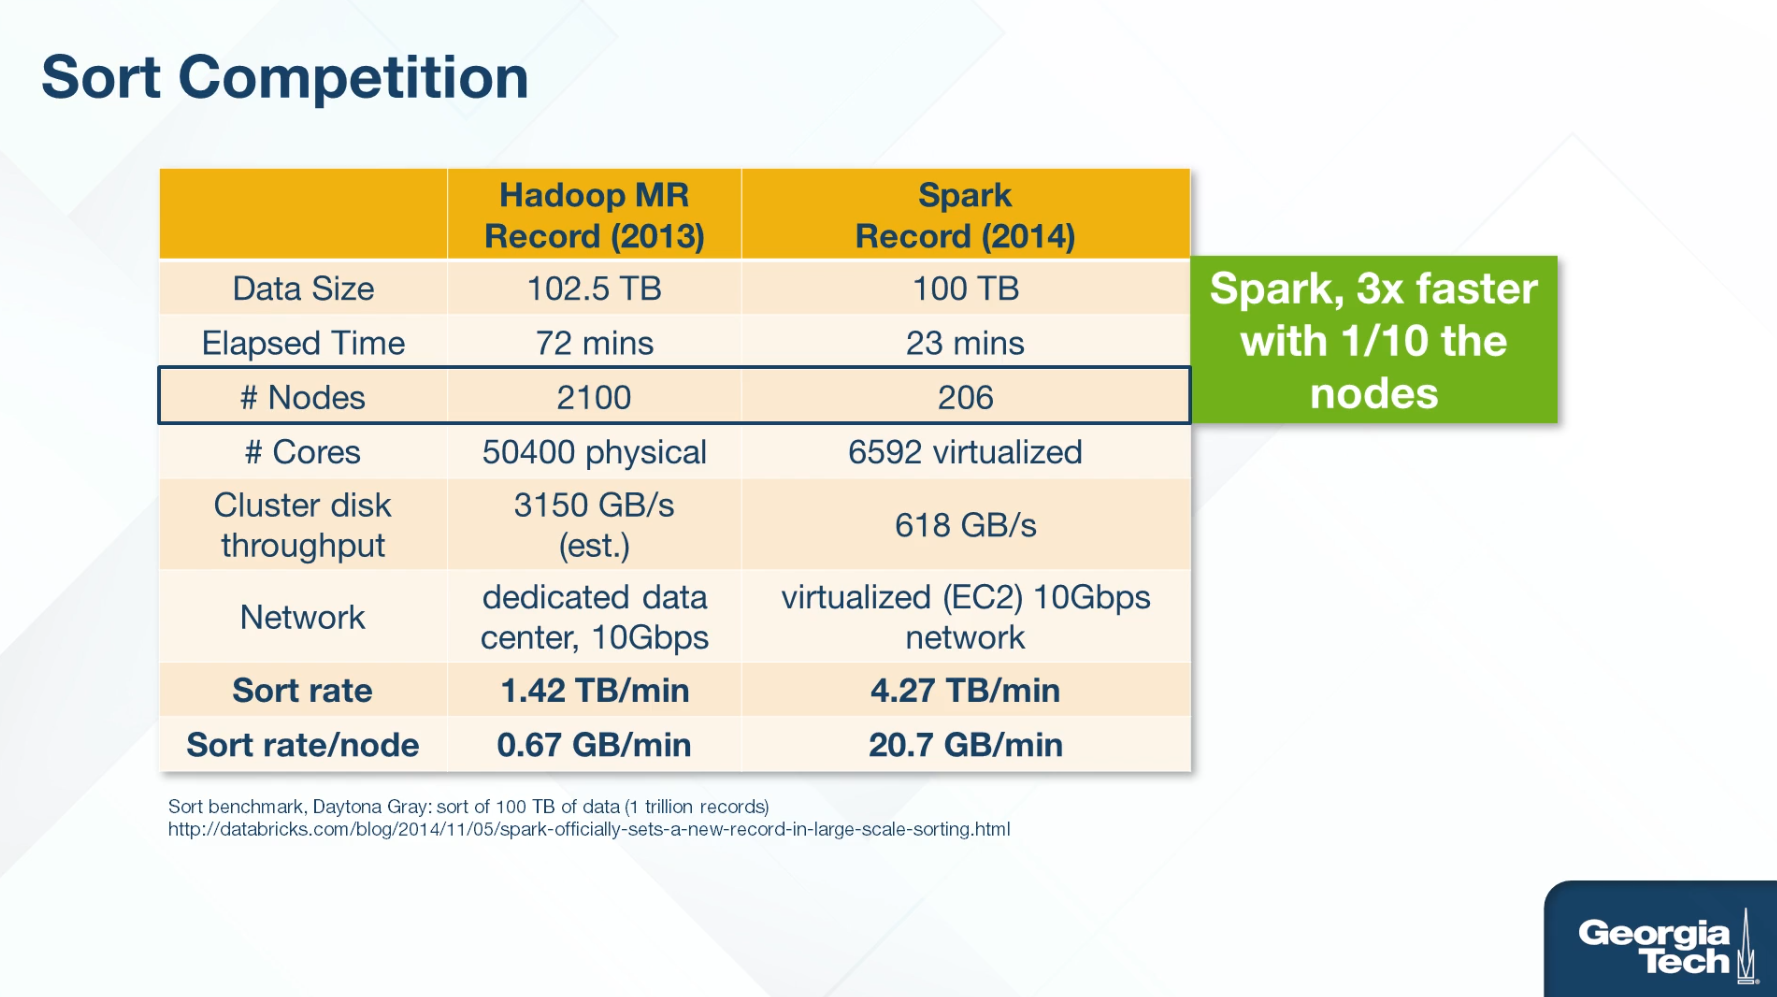 Sort Competition
Hadoop MR
Record (2013)
Spark
Record (2014)
Data Size 102.5 TB 100 TB
Elapsed Time 72 mins 23 mins
# Nodes 2100 206
# Cores 50400 physical 6592 virtualized
Cluster disk
throughput
3150 GB/s
(est.)
618 GB/s
Network
dedicated data
center, 10Gbps
virtualized (EC2) 10Gbps
network
Sort rate 1.42 TB/min 4.27 TB/min
Sort rate/node 0.67 GB/min 20.7 GB/min
Spark, 3x faster
with 1/10 the
nodes
Sort benchmark, Daytona Gray: sort of 100 TB of data (1 trillion records)
http://databricks.com/blog/2014/11/05/spark-officially-sets-a-new-record-in-large-scale-sorting.html
Georgia
Tech